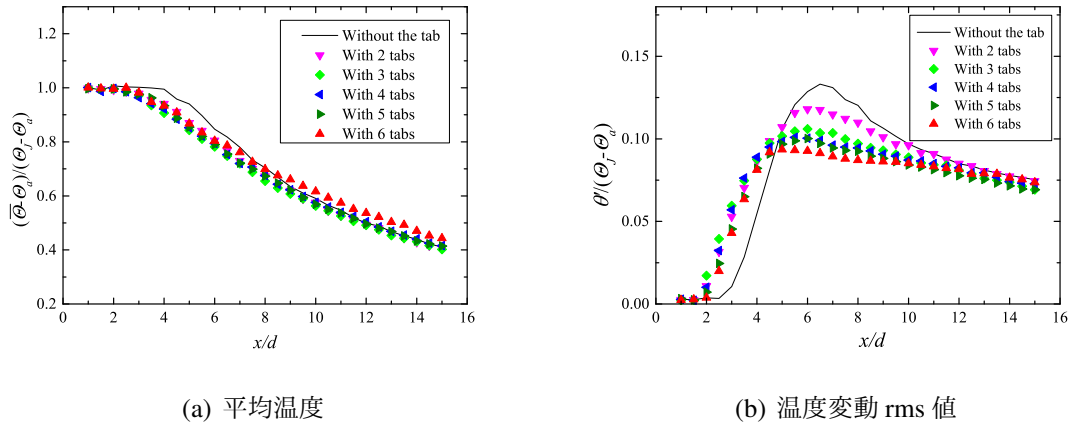 1.2
1.0
0.8
0.6
0.4
0.2
0 2 4 6 8 10 12 14 16
x/d
(Θ̅-Θₐ)/(Θⱼ-Θₐ)
Without the tab
With 2 tabs
With 3 tabs
With 4 tabs
With 5 tabs
With 6 tabs
(a) 平均温度
0.15
0.10
0.05
0.00
0 2 4 6 8 10 12 14 16
x/d
θ'/(Θⱼ-Θₐ)
Without the tab
With 2 tabs
With 3 tabs
With 4 tabs
With 5 tabs
With 6 tabs
(b) 温度変動 rms 値